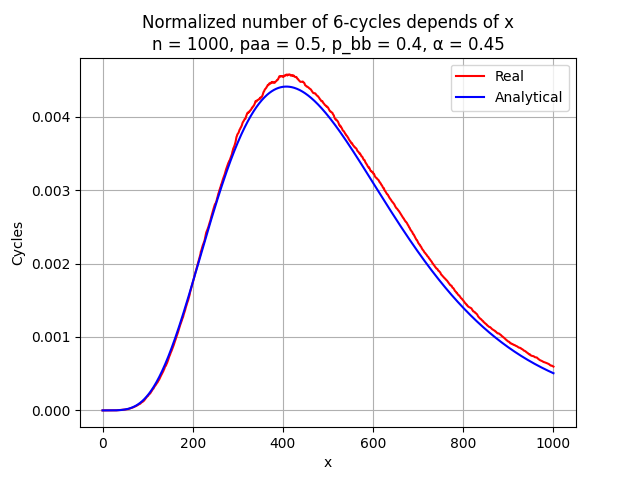 Normalized number of 6-cycles depends of x
n = 1000, paa = 0.5, p_bb = 0.4, α = 0.45
Real
Analytical
0.004
0.003
0.002
0.001
0.000
Cycles
0 200 400 600 800 1000
x